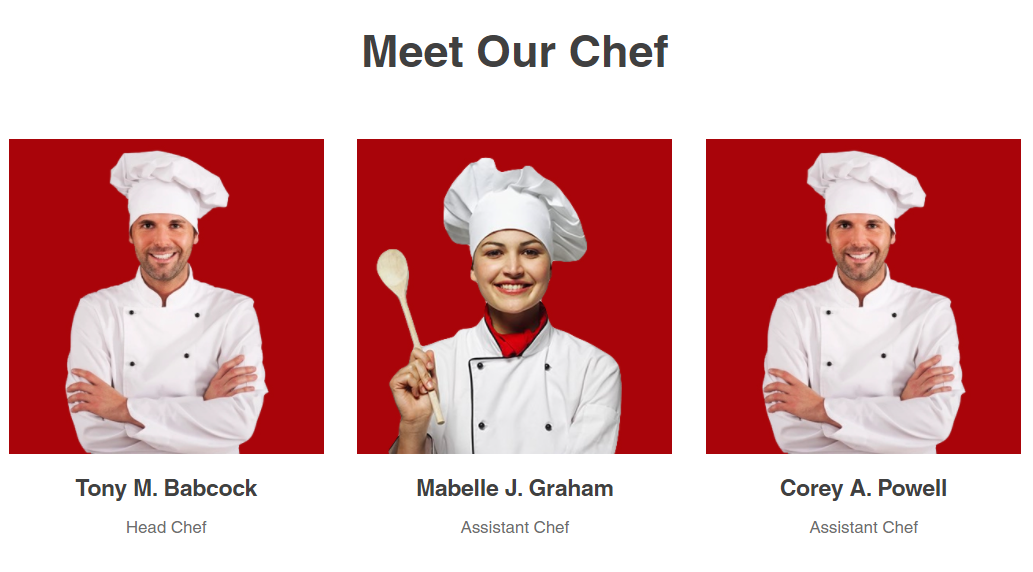 Meet Our Chef
Tony M. Babcock
Mabelle J. Graham
Corey A. Powell
Head Chef
Assistant Chef
Assistant Chef